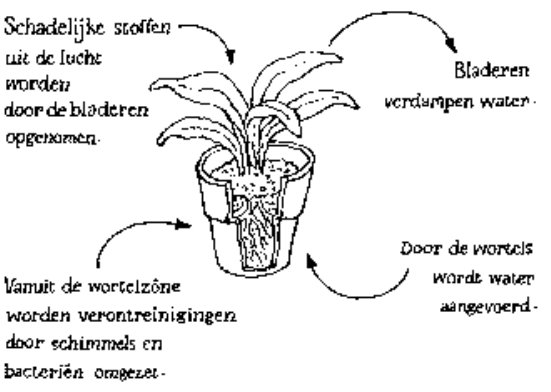 Schadelijke stoffen
uit de lucht
worden
door de bladeren
opgenomen.
Bladeren
verdampen water.
Door de wortels
wordt water
aangevoerd.
Vanuit de wortelzône
worden verontreinigingen
door schimmels en
bacteriën omgezet.